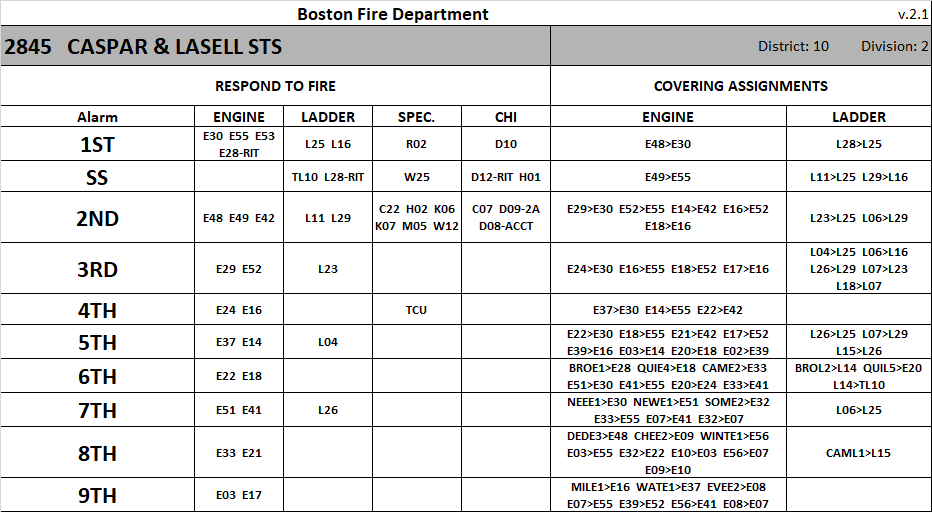 Boston Fire Department v.2.1
2845 CASPAR & LASELL STS District: 10 Division: 2
RESPOND TO FIRE COVERING ASSIGNMENTS
Alarm ENGINE LADDER SPEC. CHI ENGINE LADDER
1ST E30 E55 E53 L25 L16 R02 D10 E48>E30 L28>L25
E28-RIT
SS TL10 L28-RIT W25 D12-RIT H01 E49>E55 L11>L25 L29>L16
2ND E48 E49 E42 L11 L29 C22 H02 K06 C07 D09-2A E29>E30 E52>E55 E14>E42 E16>E52 L23>L25 L06>L29
K07 M05 W12 D08-ACCT E18>E16
3RD E29 E52 L23 E24>E30 E16>E55 E18>E52 E17>E16 L04>L25 L06>L16
L26>L29 L07>L23
L18>L07
4TH E24 E16 TCU E37>E30 E14>E55 E22>E42
5TH E37 E14 L04 E22>E30 E18>E55 E21>E42 E17>E52 L26>L25 L07>L29
E39>E16 E03>E14 E20>E18 E02>E39 L15>L26
6TH E22 E18 BROE1>E28 QUIE4>E18 CAME2>E33 BROL2>L14 QUIL5>E20
E51>E30 E41>E55 E20>E24 E33>E41 L14>TL10
7TH E51 E41 L26 NEEE1>E30 NEWE1>E51 SOME2>E32 L06>L25
E33>E55 E07>E41 E32>E07
8TH E33 E21 DEDE3>E48 CHEE2>E09 WINTE1>E56 CAML1>L15
E03>E55 E32>E22 E10>E03 E56>E07
E09>E10
9TH E03 E17 MILE1>E16 WATE1>E37 EVEE2>E08
E07>E55 E39>E52 E56>E41 E08>E07